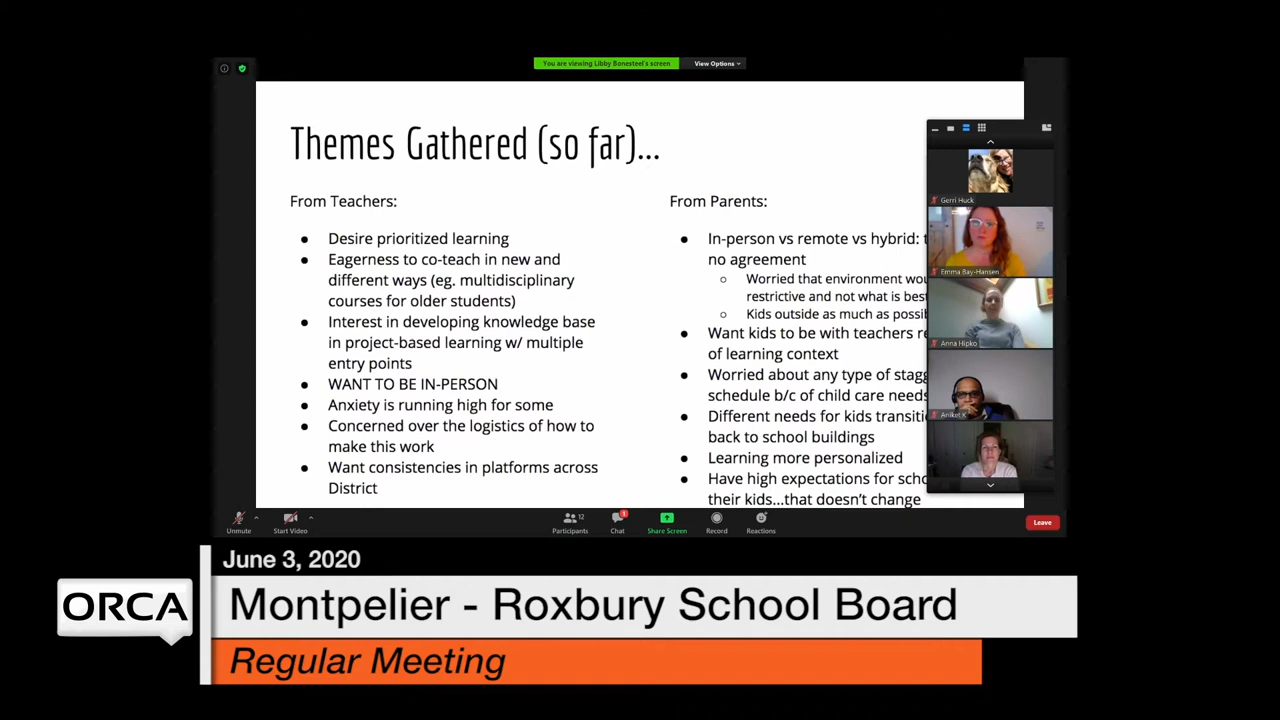 You are viewing Libby Bonesteel's screen
View Options
Themes Gathered (so far)...
From Teachers:
● Desire prioritized learning
● Eagerness to co-teach in new and
different ways (eg. multidisciplinary
courses for older students)
● Interest in developing knowledge base
in project-based learning w/ multiple
entry points
● WANT TO BE IN-PERSON
● Anxiety is running high for some
● Concerned over the logistics of how to
make this work
● Want consistencies in platforms across
District
From Parents:
● In-person vs remote vs hybrid:
no agreement
○ Worried that environment
restrictive and not what is
○ Kids outside as much as
● Want kids to be with teachers
of learning context
● Worried about any type of
schedule b/c of child care needs
● Different needs for kids
back to school buildings
● Learning more personalized
● Have high expectations for
their kids...that doesn't change
Gerri Huck
Emma Bay-Hansen
Anna Hipko
Aniket K
Unmute
Start Video
12
Participants
1
Chat
Share Screen
Record
Reactions
Leave
June 3, 2020
ORCA
Montpelier - Roxbury School Board
Regular Meeting